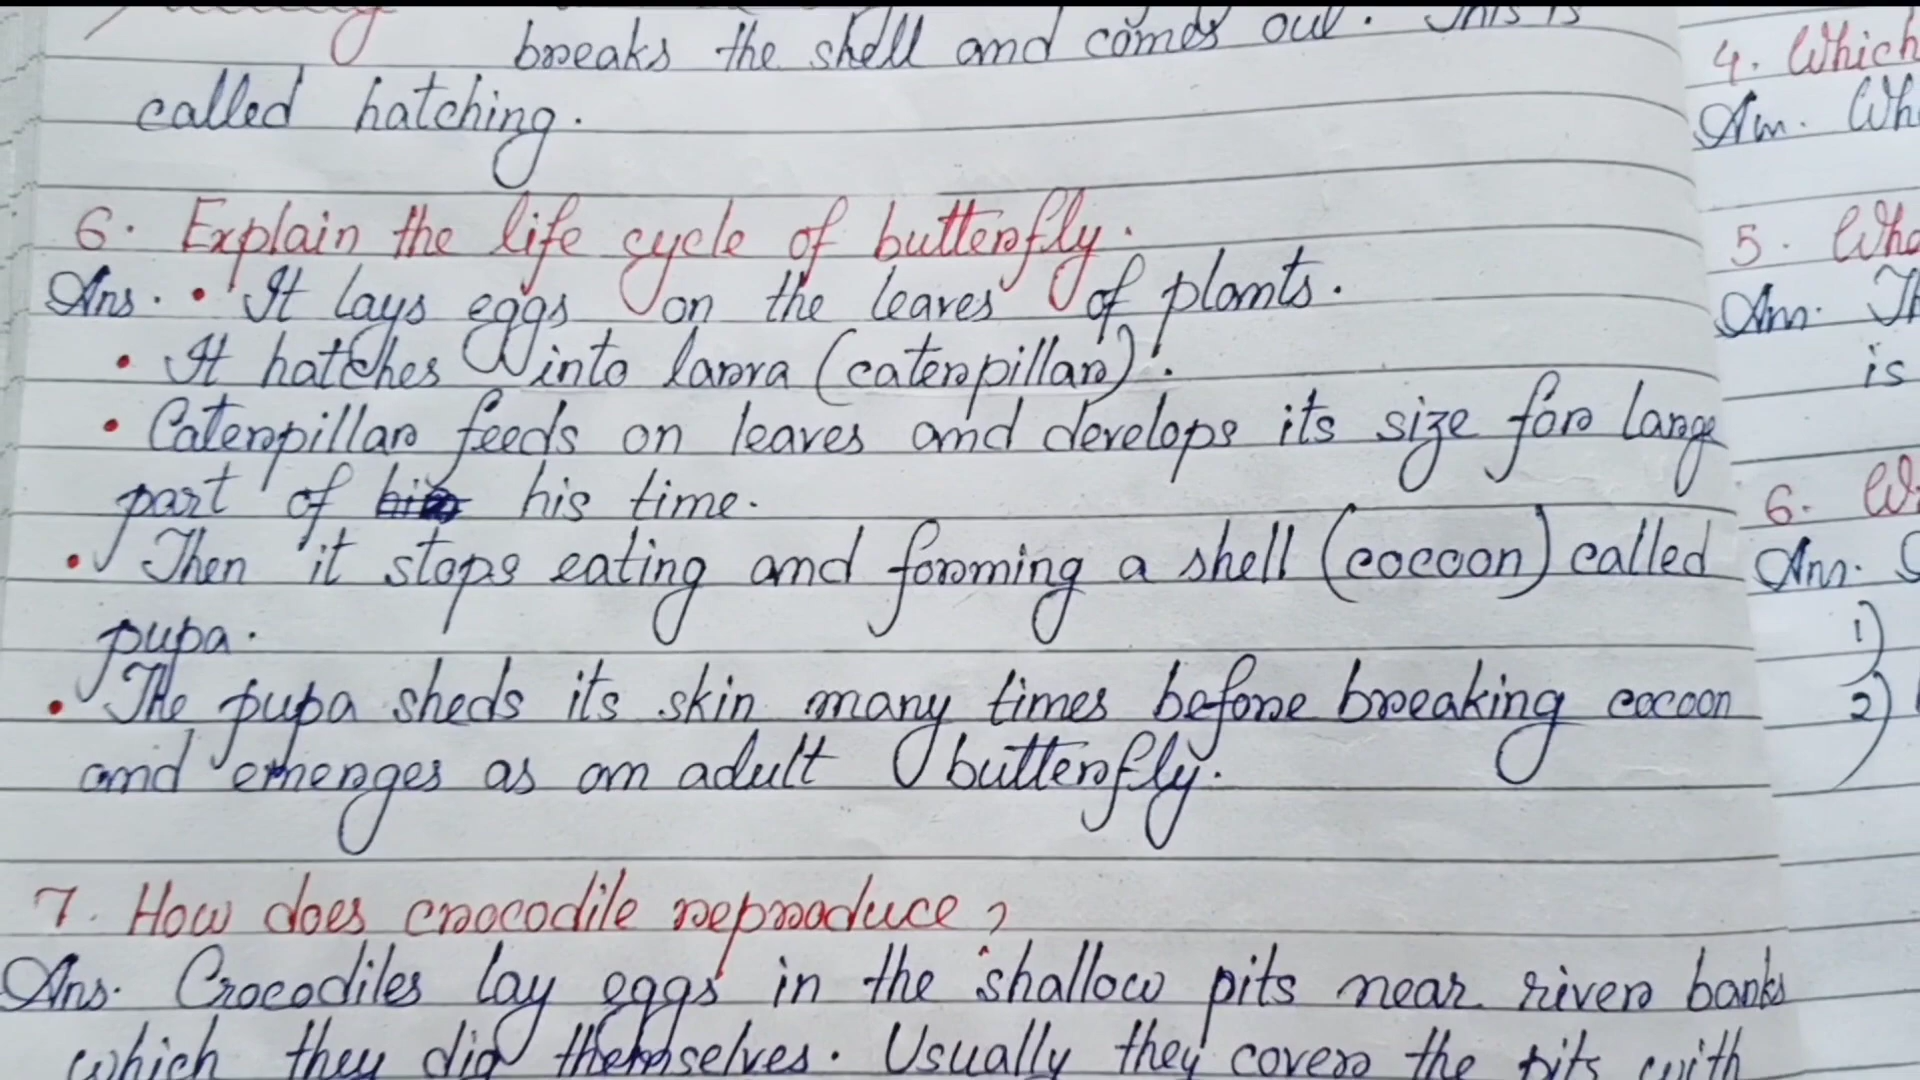 breaks the shell and comes out. This is
called hatching.
6. Explain the life cycle of butterfly.
Ans. • It lays eggs on the leaves of plants.
• It hatches into larva (caterpillar).
• Caterpillar feeds on leaves and develops its size for large
part of his time.
• Then it stops eating and forming a shell (cocoon) called
pupa.
• The pupa sheds its skin many times before breaking cocoon
and emerges as an adult butterfly.
7. How does crocodile reproduce?
Ans. Crocodiles lay eggs in the shallow pits near river banks
which they dig themselves. Usually they cover the pits with
4. Which
Ans. Wh
5. Wha
Ans. Th
is
6. W
Ans.
1)
2)